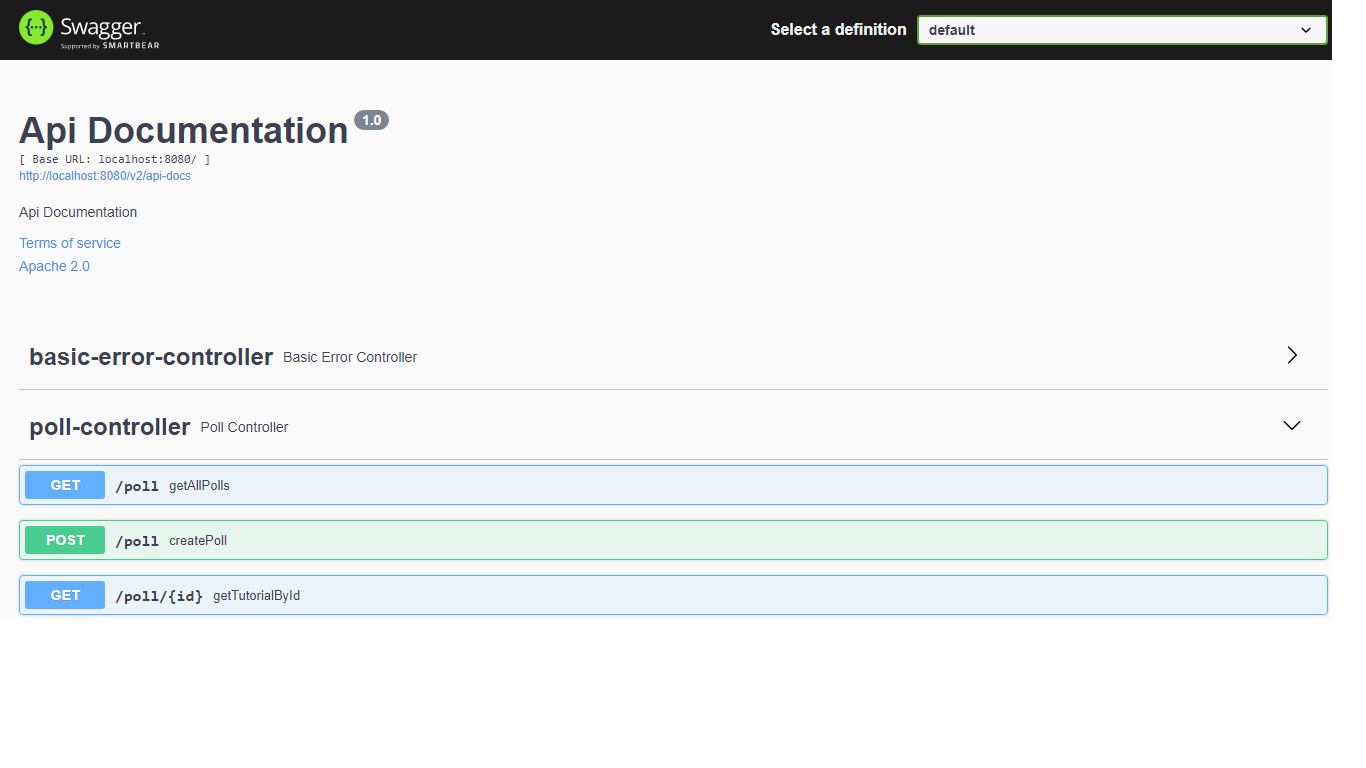 {···} Swagger.
Supported by SMARTBEAR
Select a definition default
Api Documentation 1.0
[ Base URL: localhost:8080/ ]
http://localhost:8080/v2/api-docs
Api Documentation
Terms of service
Apache 2.0
basic-error-controller Basic Error Controller
poll-controller Poll Controller
GET /poll getAllPolls
POST /poll createPoll
GET /poll/{id} getTutorialById